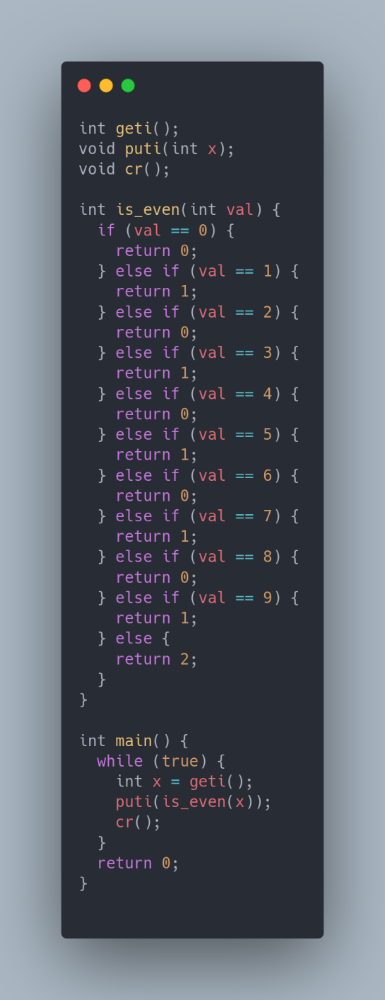 int geti();
void puti(int x);
void cr();

int is_even(int val) {
  if (val == 0) {
    return 0;
  } else if (val == 1) {
    return 1;
  } else if (val == 2) {
    return 0;
  } else if (val == 3) {
    return 1;
  } else if (val == 4) {
    return 0;
  } else if (val == 5) {
    return 1;
  } else if (val == 6) {
    return 0;
  } else if (val == 7) {
    return 1;
  } else if (val == 8) {
    return 0;
  } else if (val == 9) {
    return 1;
  } else {
    return 2;
  }
}

int main() {
  while (true) {
    int x = geti();
    puti(is_even(x));
    cr();
  }
  return 0;
}